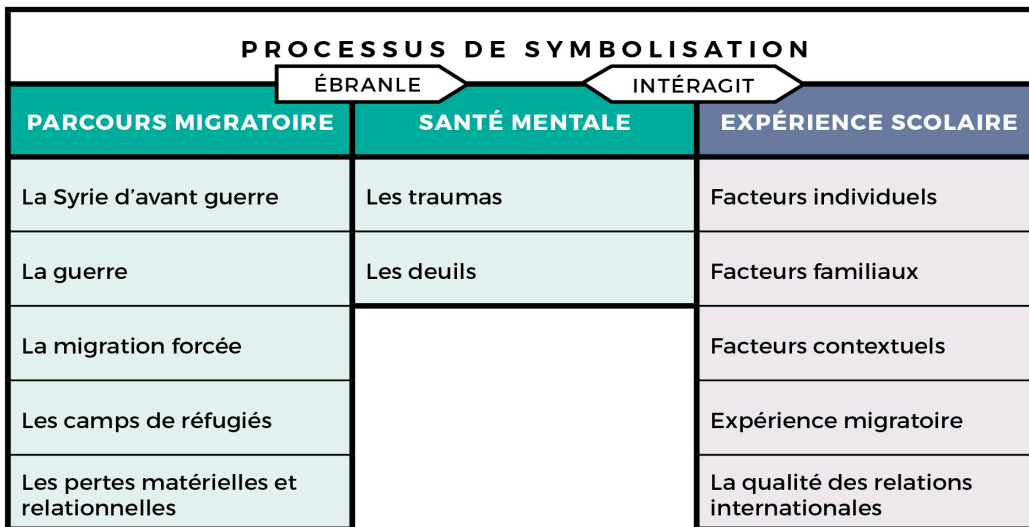 PROCESSUS DE SYMBOLISATION
ÉBRANLE
INTÉRAGIT
PARCOURS MIGRATOIRE
SANTÉ MENTALE
EXPÉRIENCE SCOLAIRE
La Syrie d’avant guerre
Les traumas
Facteurs individuels
La guerre
Les deuils
Facteurs familiaux
La migration forcée
Facteurs contextuels
Les camps de réfugiés
Expérience migratoire
Les pertes matérielles et
relationnelles
La qualité des relations
internationales